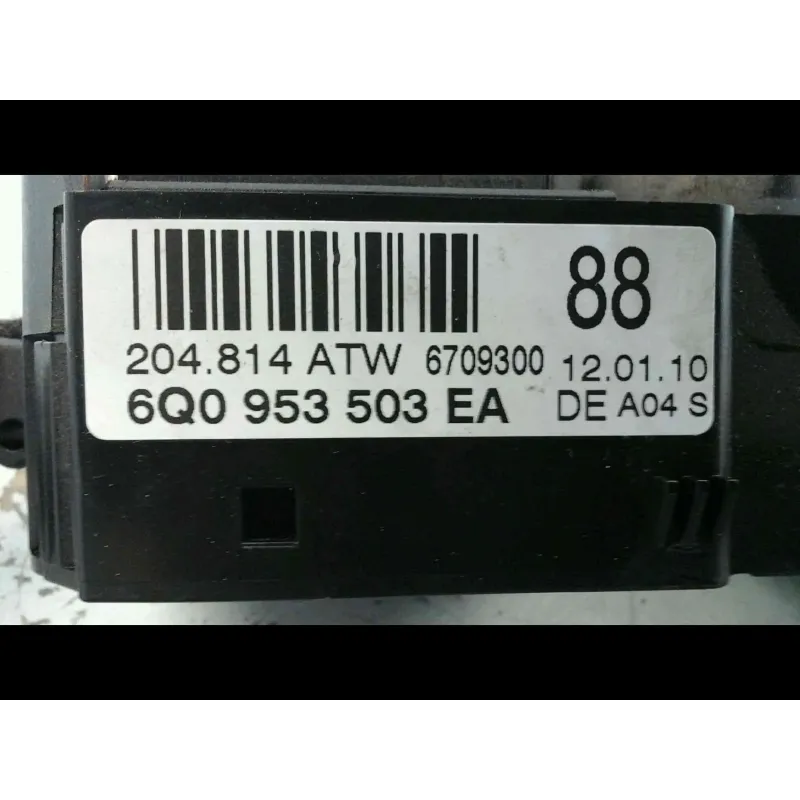 88
204.814 ATW 6709300 12.01.10
6Q0 953 503 EA DE A04 S